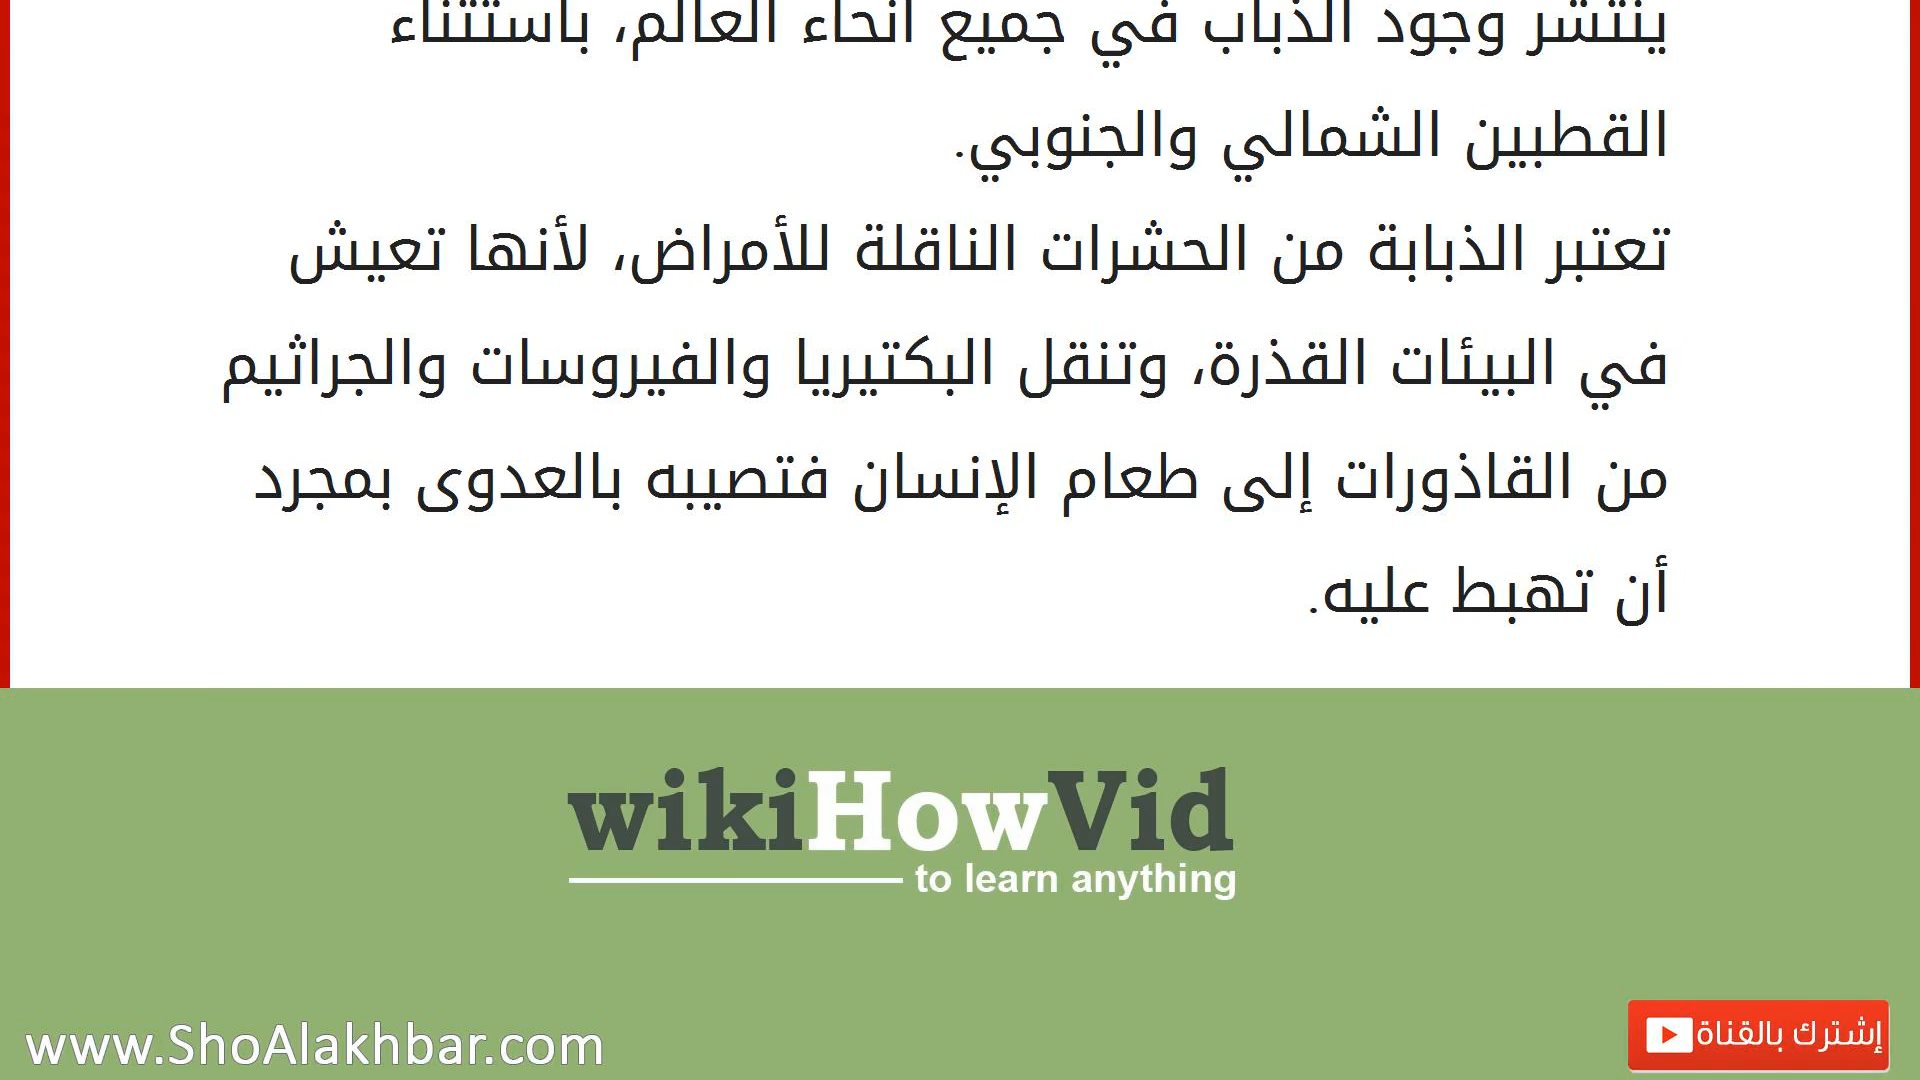 ينتشر وجود الذباب في جميع أنحاء العالم، باستثناء
القطبين الشمالي والجنوبي.
تعتبر الذبابة من الحشرات الناقلة للأمراض، لأنها تعيش
في البيئات القذرة، وتنقل البكتيريا والفيروسات والجراثيم
من القاذورات إلى طعام الإنسان فتصيبه بالعدوى بمجرد
أن تهبط عليه.
wikiHowVid
to learn anything
www.ShoAlakhbar.com
إشترك بالقناة